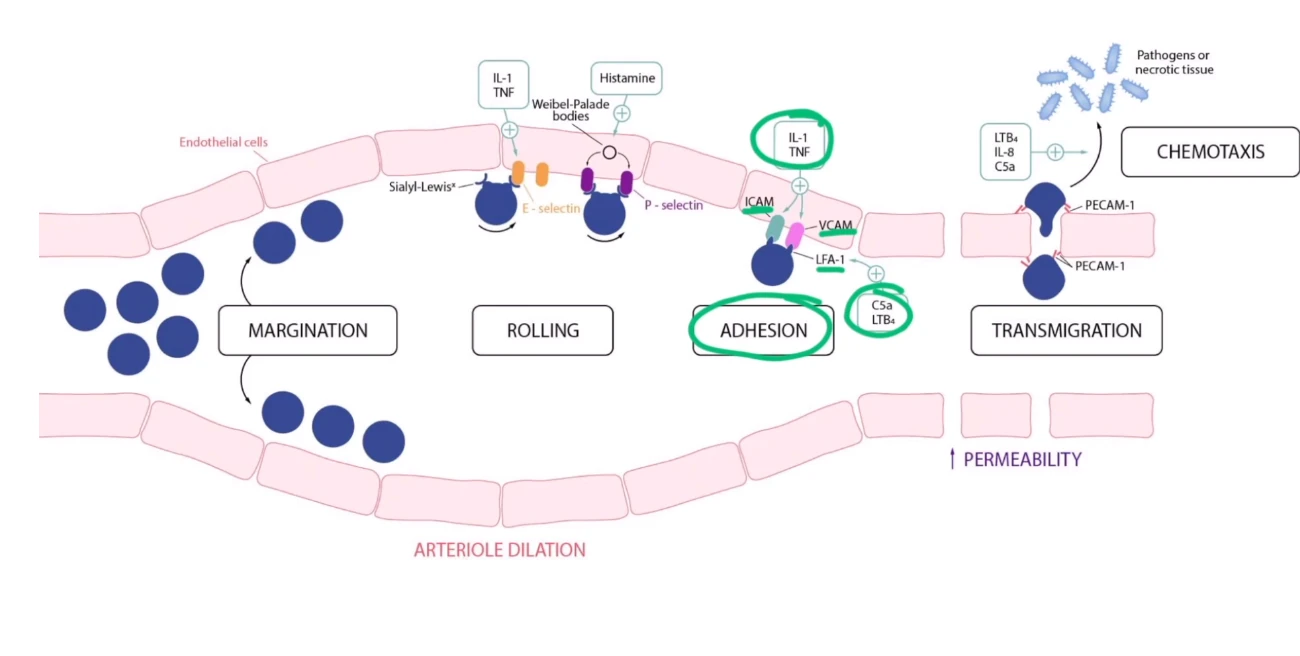 Pathogens or
necrotic tissue
IL-1
TNF
Histamine
Weibel-Palade
bodies
Endothelial cells
IL-1
TNF
LTB₄
IL-8
C5a
CHEMOTAXIS
Sialyl-Lewisˣ
E - selectin
P - selectin
ICAM
VCAM
PECAM-1
LFA-1
PECAM-1
C5a
LTB₄
MARGINATION
ROLLING
ADHESION
TRANSMIGRATION
↑ PERMEABILITY
ARTERIOLE DILATION